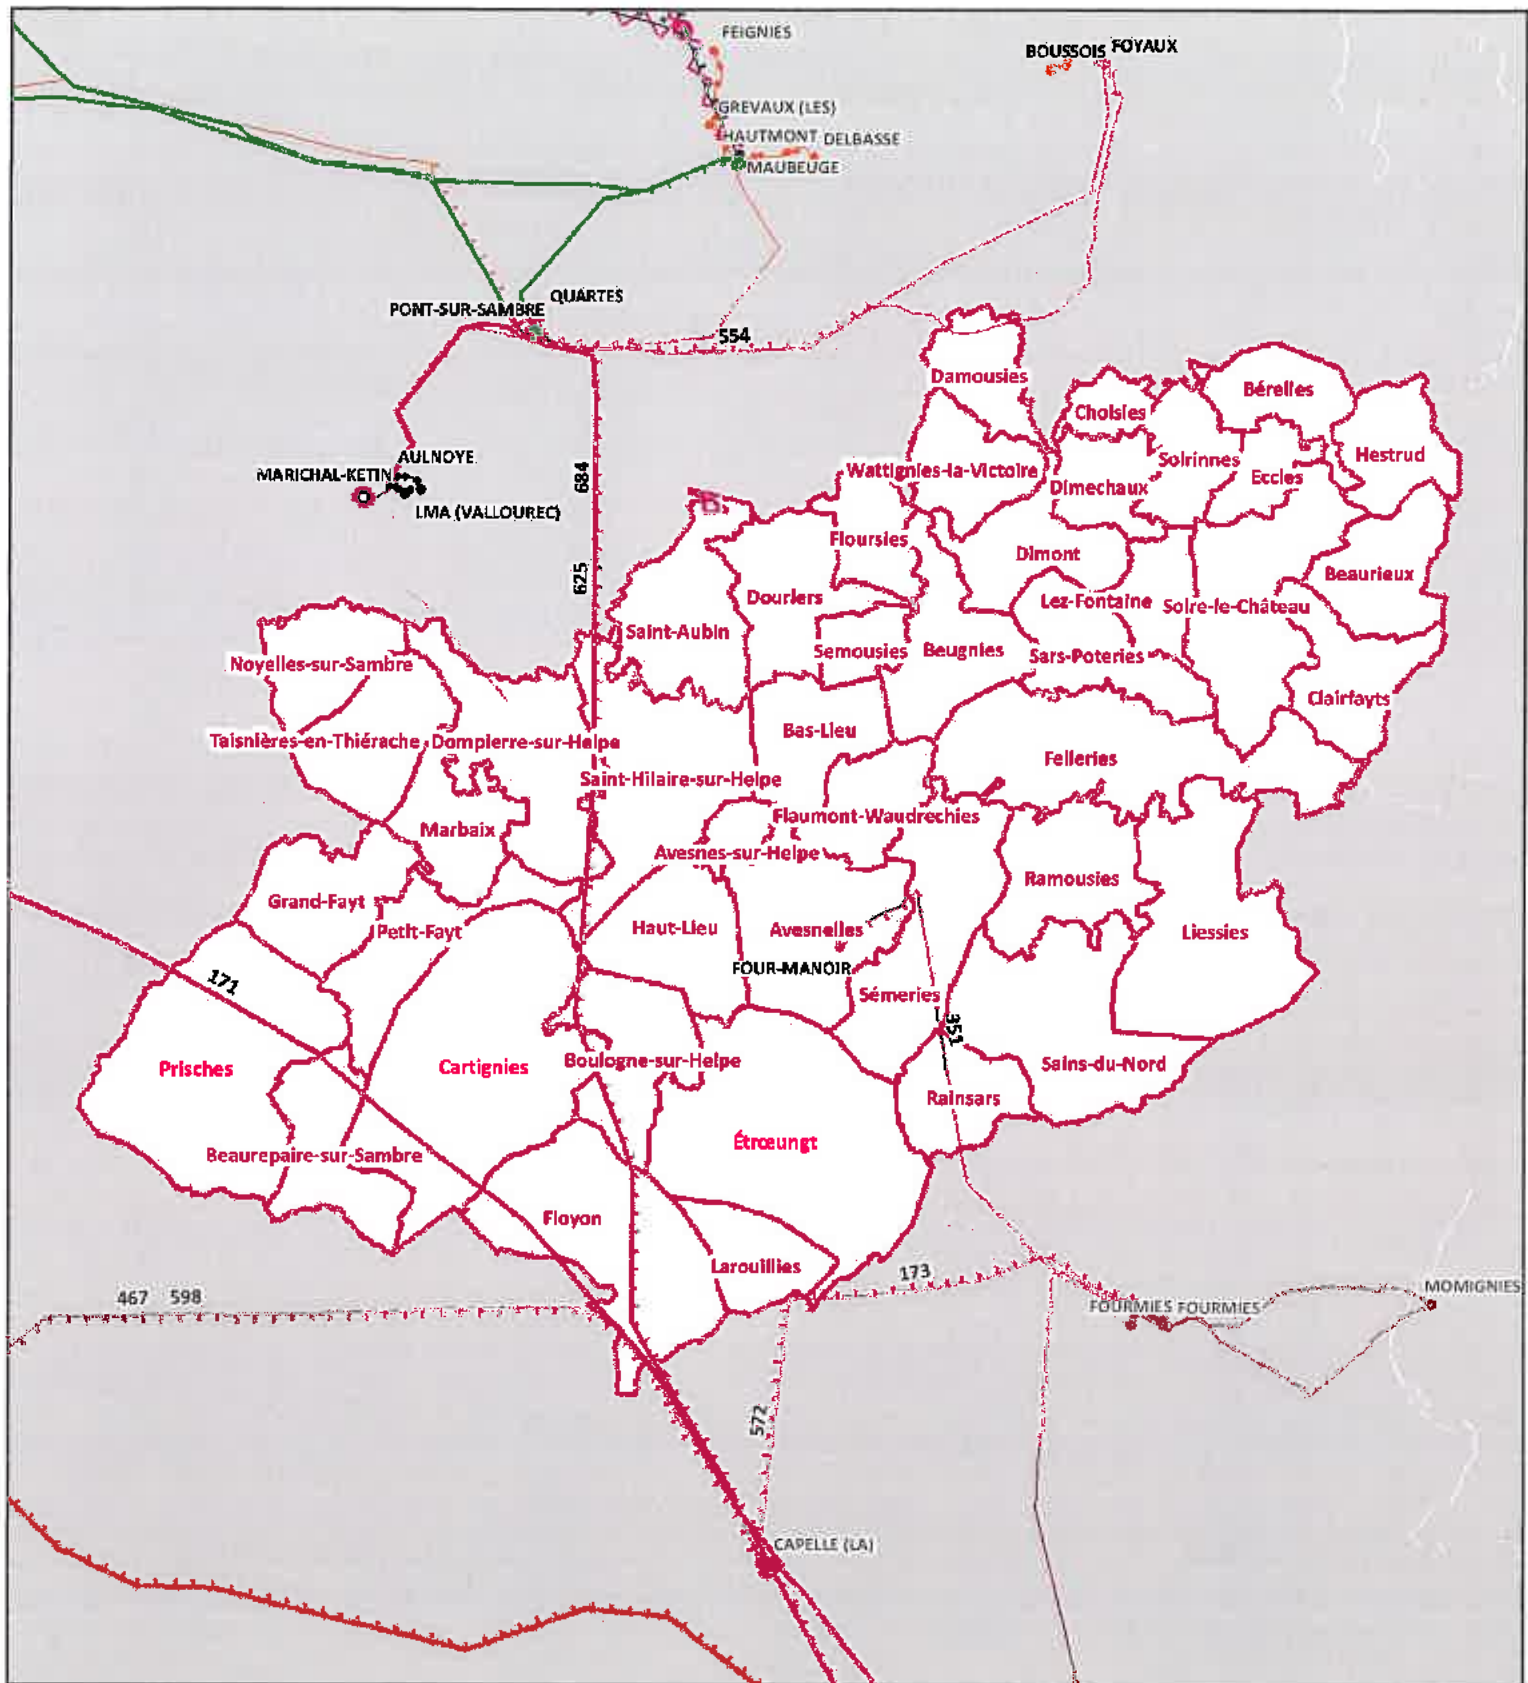 FEIGNIES
BOUSSOIS FOYAUX
GREVAUX (LES)
HAUTMONT DELBASSE
MAUBEUGE
QUARTES
PONT-SUR-SAMBRE
554
Damousies
Bérelles
Choisies
Hestrud
AULNOYE
Solrinnes
MARICHAL-KETIN
684
Wattignies-la-Victoire
Eccles
Dimechaux
LMA (VALLOUREC)
Floursies
Dimont
625
Beaurieux
Dourlers
Lez-Fontaine
Solre-le-Château
Saint-Aubin
Semousies
Beugnies
Sars-Poteries
Noyelles-sur-Sambre
Clairfayts
Bas-Lieu
Taisnières-en-Thiérache
Dompierre-sur-Helpe
Felleries
Saint-Hilaire-sur-Helpe
Flaumont-Waudrechies
Marbaix
Avesnes-sur-Helpe
Ramousies
Grand-Fayt
Petit-Fayt
Haut-Lieu
Avesnelles
Liessies
FOUR-MANOIR
171
Sémeries
351
Prisches
Cartignies
Boulogne-sur-Helpe
Sains-du-Nord
Rainsars
Étrœungt
Beaurepaire-sur-Sambre
Floyon
Larouillies
173
467 598
MOMIGNIES
FOURMIES FOURMIES
572
CAPELLE (LA)